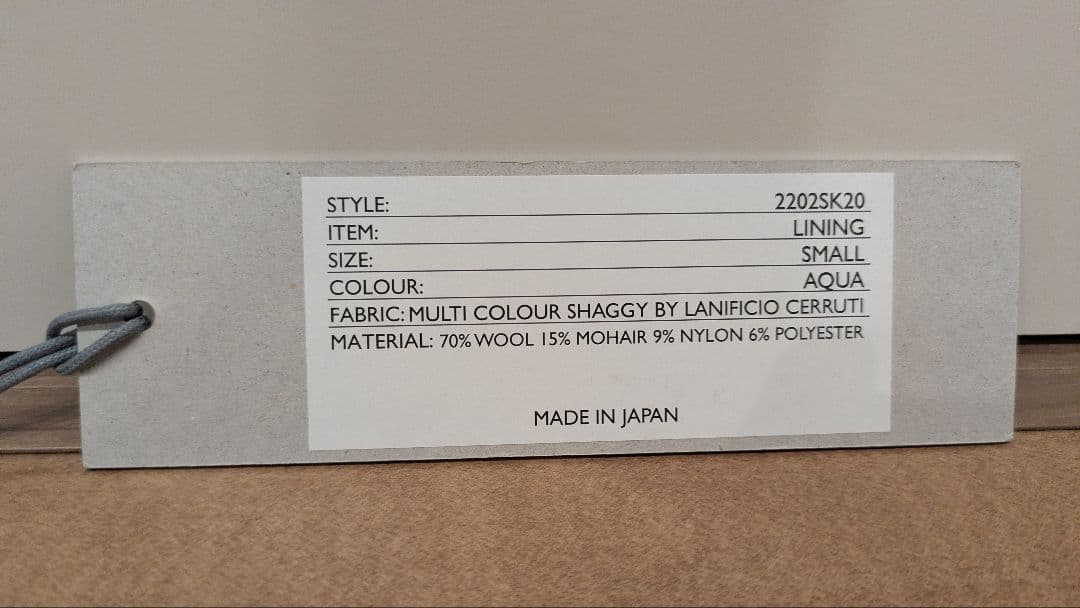 STYLE: 2202SK20
ITEM: LINING
SIZE: SMALL
COLOUR: AQUA
FABRIC: MULTI COLOUR SHAGGY BY LANIFICIO CERRUTI
MATERIAL: 70% WOOL 15% MOHAIR 9% NYLON 6% POLYESTER
MADE IN JAPAN